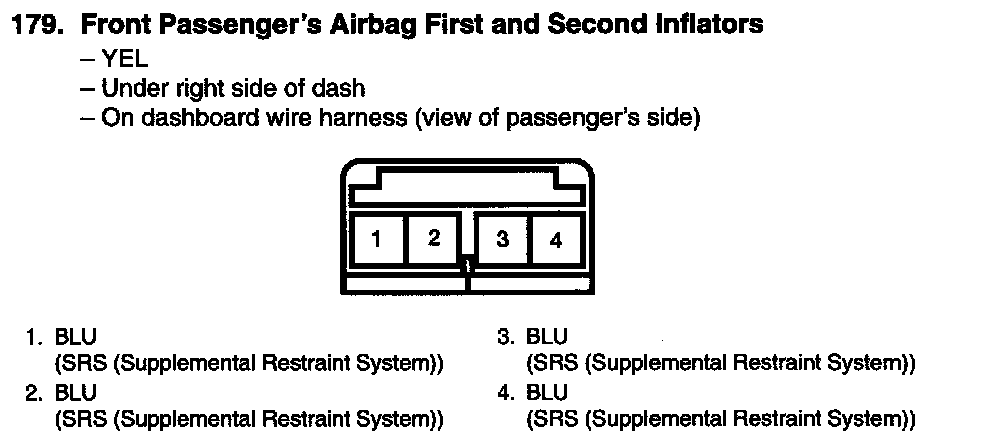 179. Front Passenger's Airbag First and Second Inflators
– YEL
– Under right side of dash
– On dashboard wire harness (view of passenger's side)
1 2 3 4
1. BLU
(SRS (Supplemental Restraint System))
2. BLU
(SRS (Supplemental Restraint System))
3. BLU
(SRS (Supplemental Restraint System))
4. BLU
(SRS (Supplemental Restraint System))